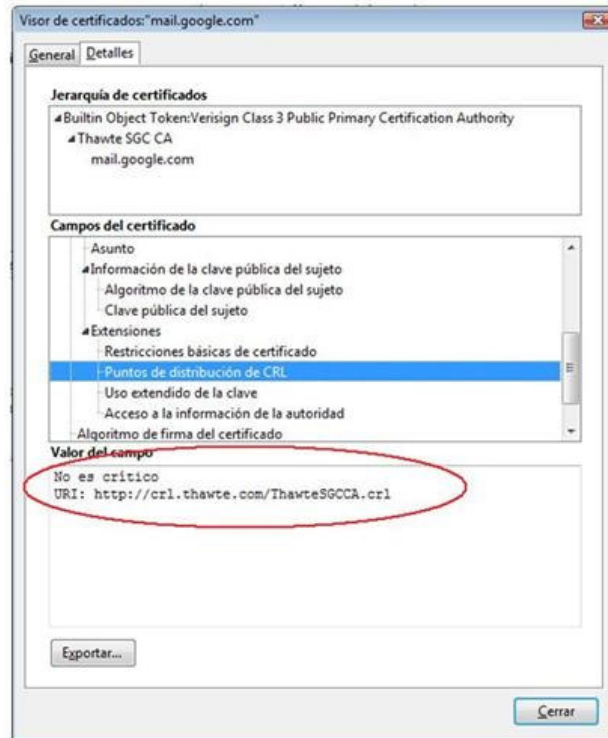 Visor de certificados:"mail.google.com"
General Detalles
Jerarquía de certificados
Builtin Object Token:Verisign Class 3 Public Primary Certification Authority
Thawte SGC CA
mail.google.com
Campos del certificado
Asunto
Información de la clave pública del sujeto
Algoritmo de la clave pública del sujeto
Clave pública del sujeto
Extensiones
Restricciones básicas de certificado
Puntos de distribución de CRL
Uso extendido de la clave
Acceso a la información de la autoridad
Algoritmo de firma del certificado
Valor del campo
No es crítico
URI: http://crl.thawte.com/ThawteSGCCA.crl
Exportar...
Cerrar